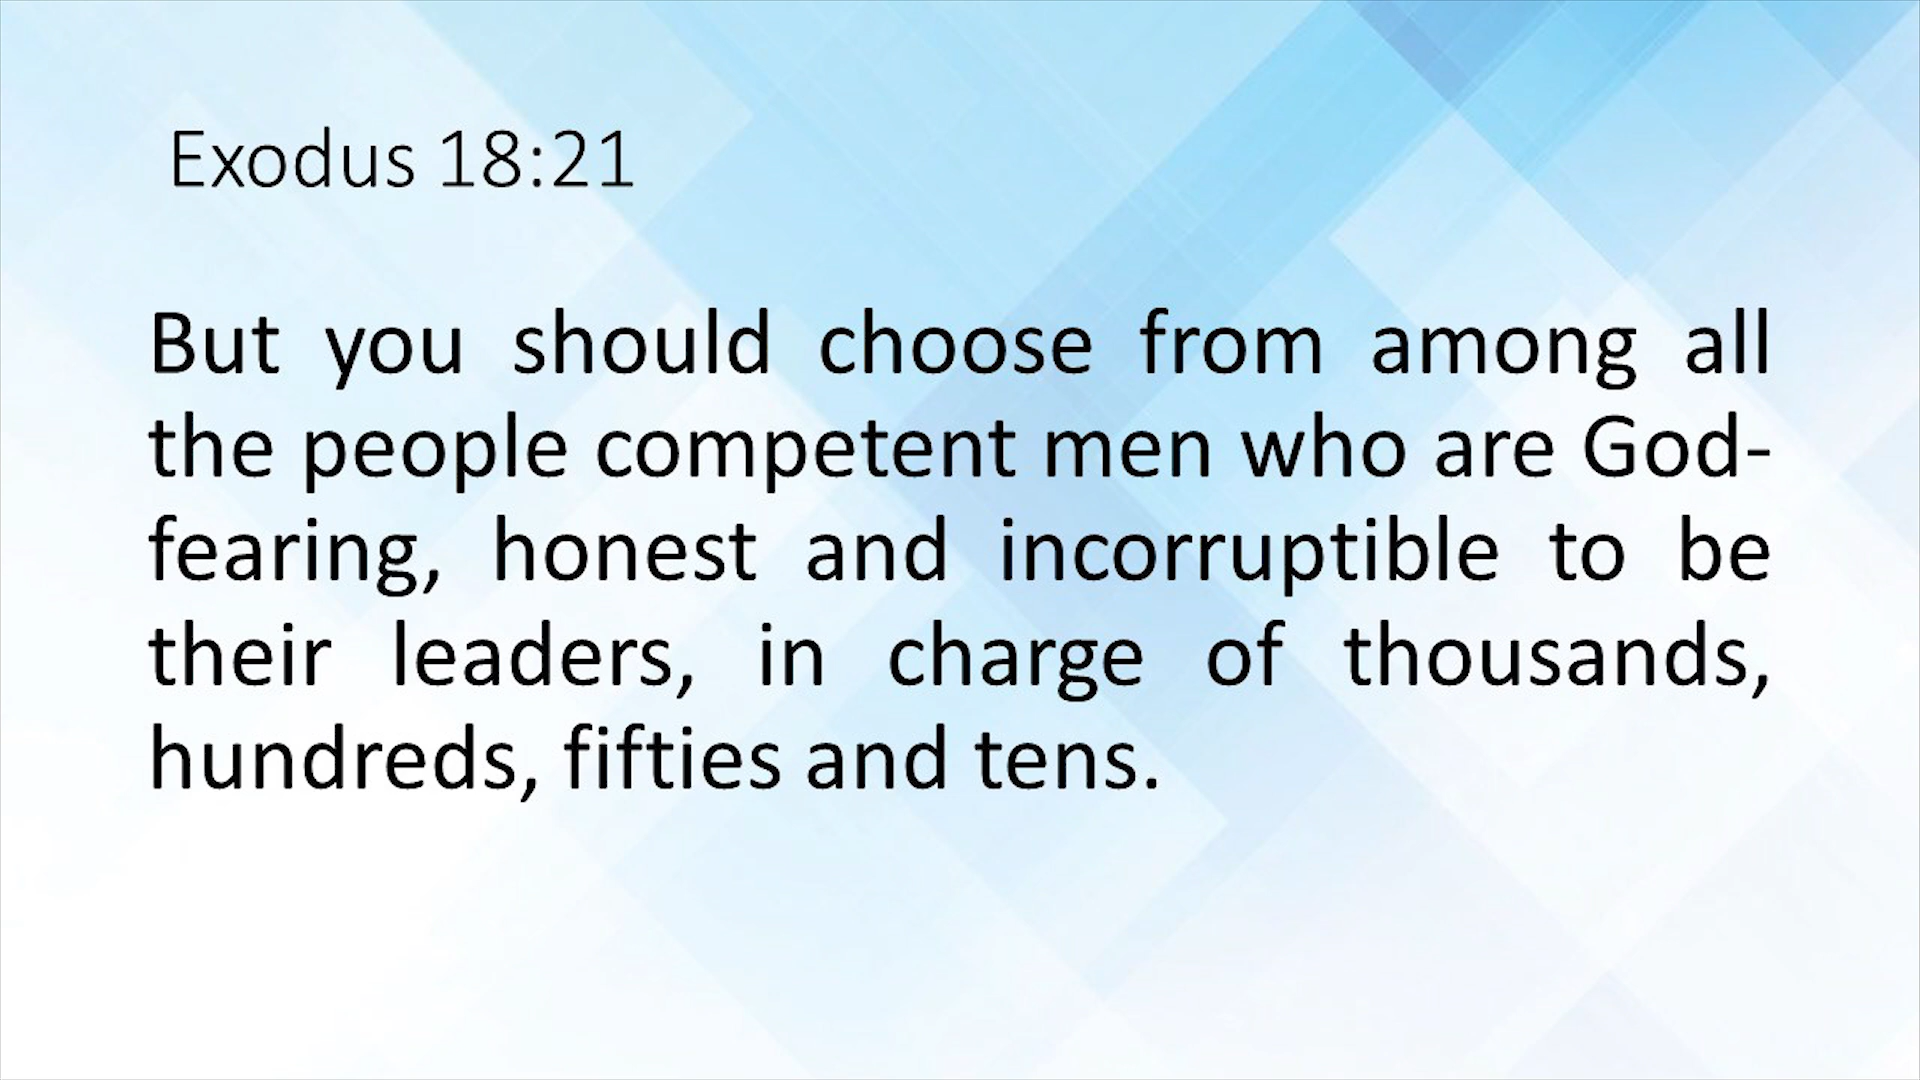 Exodus 18:21
But you should choose from among all
the people competent men who are God-
fearing, honest and incorruptible to be
their leaders, in charge of thousands,
hundreds, fifties and tens.